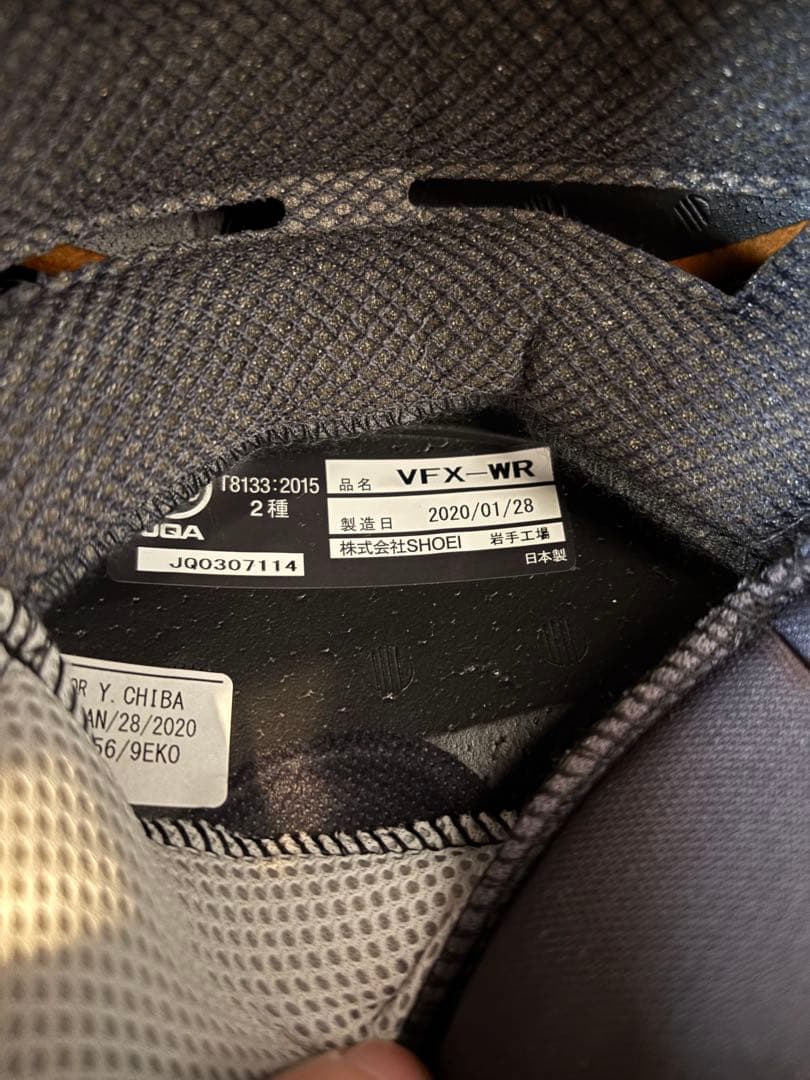 T8133:2015
2種
JQA
JQ0307114
品名 VFX-WR
製造日 2020/01/28
株式会社SHOEI 岩手工場
日本製
Y. CHIBA
AN/28/2020
56/9EK0